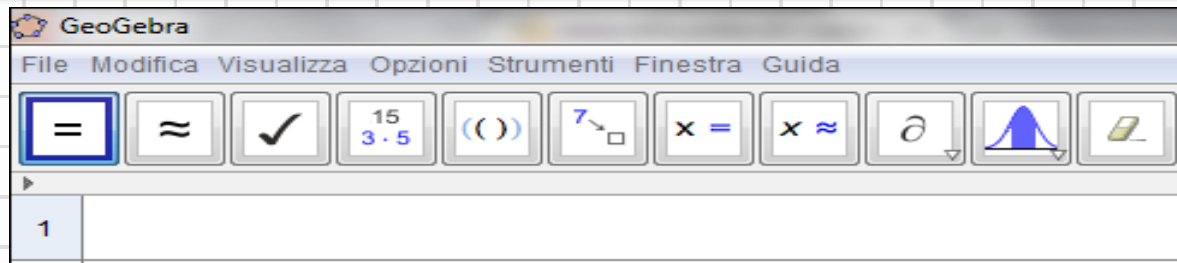 GeoGebra
File Modifica Visualizza Opzioni Strumenti Finestra Guida
= ≈ ✓ 15 (( )) 7 x = x ≈ ∂
3 · 5
1